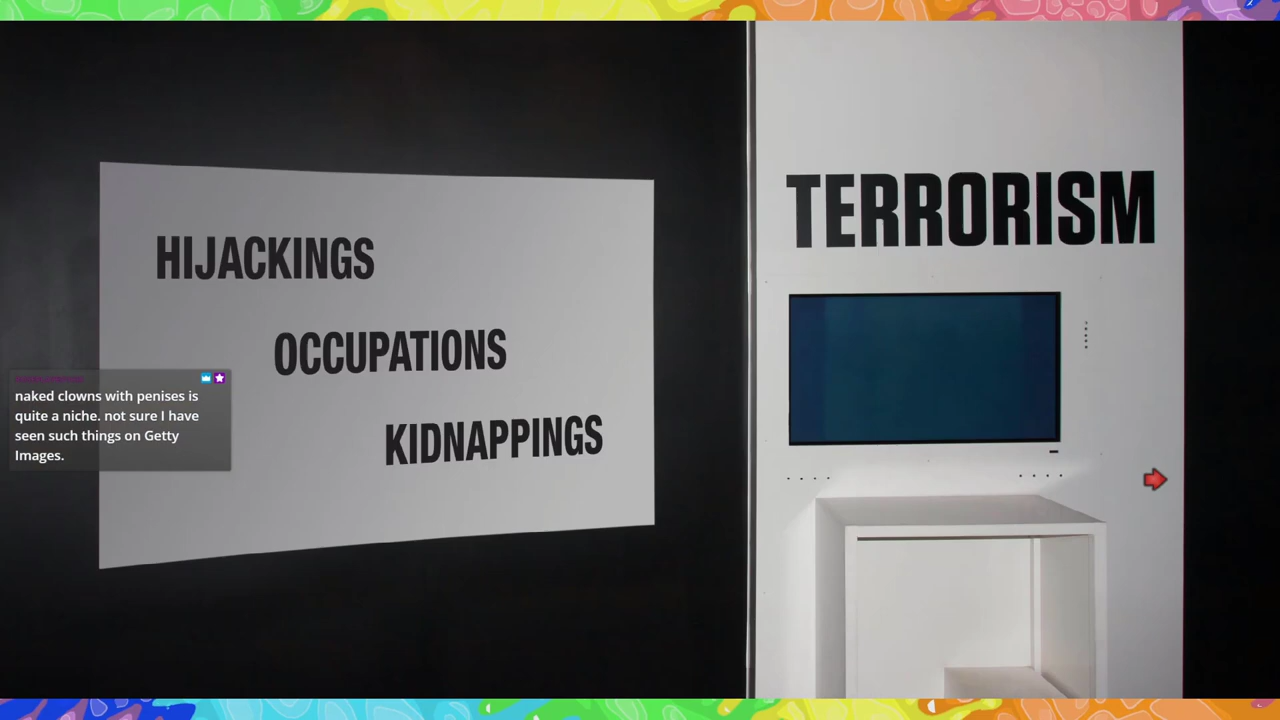 HIJACKINGS
OCCUPATIONS
KIDNAPPINGS
TERRORISM
naked clowns with penises is
quite a niche. not sure I have
seen such things on Getty
Images.